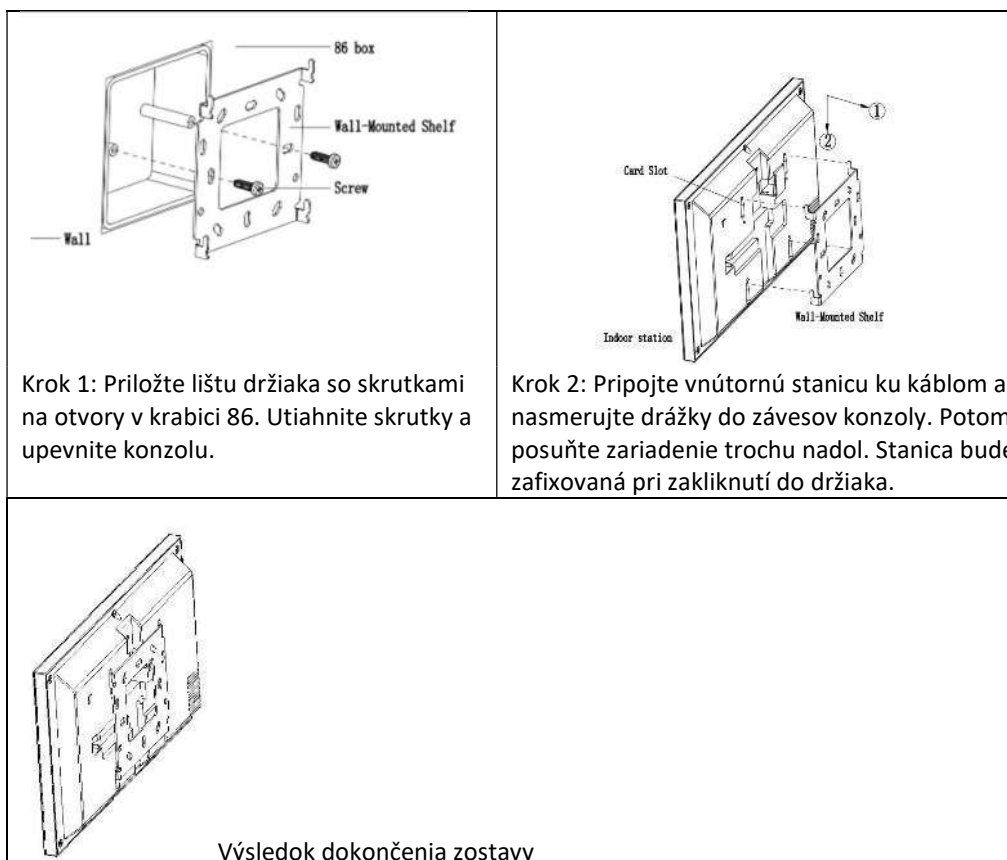 86 box
Wall-Mounted Shelf
Screw
Wall
Krok 1: Priložte lištu držiaka so skrutkami
na otvory v krabici 86. Utiahnite skrutky a
upevnite konzolu.
1
2
Card Slot
Wall-Mounted Shelf
Indoor station
Krok 2: Pripojte vnútornú stanicu ku káblom a
nasmerujte drážky do závesov konzoly. Potom
posuňte zariadenie trochu nadol. Stanica bude
zafixovaná pri zakliknutí do držiaka.
Výsledok dokončenia zostavy